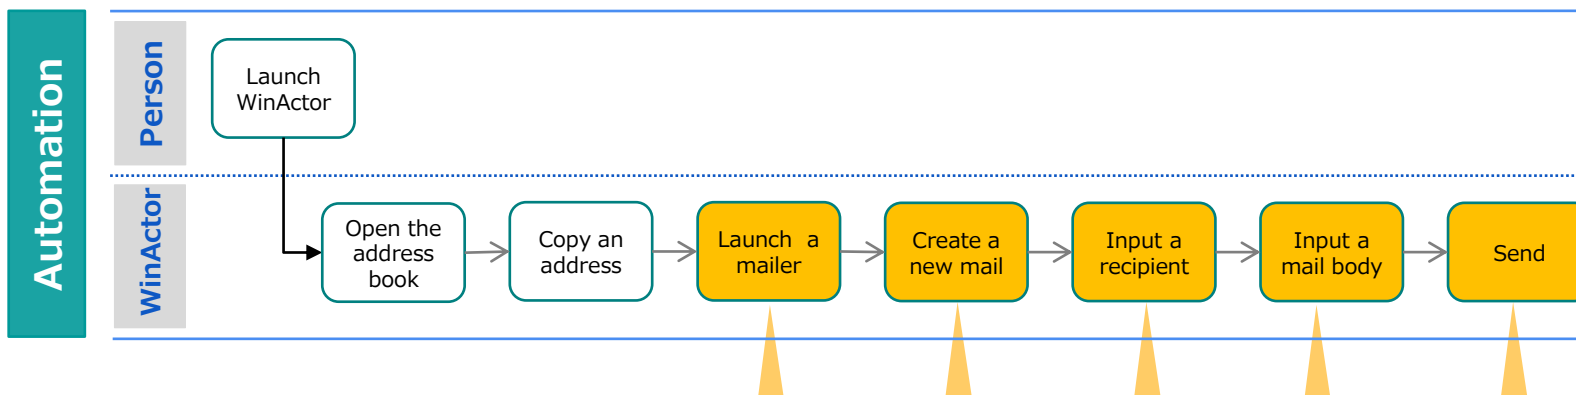 Automation
Person
Launch
WinActor
WinActor
Open the
address
book
Copy an
address
Launch a
mailer
Create a
new mail
Input a
recipient
Input a
mail body
Send